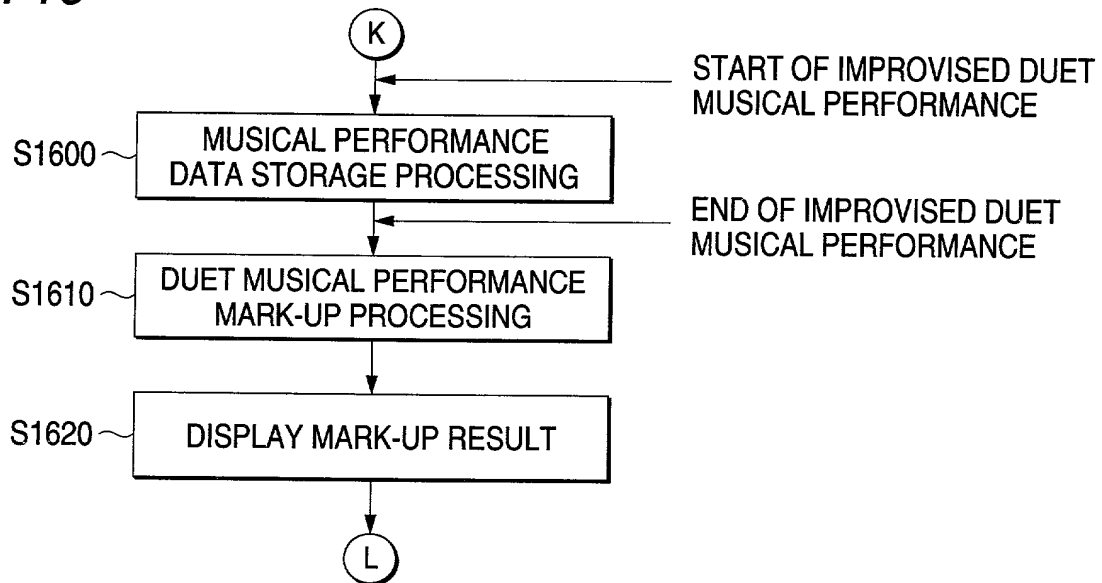 K
START OF IMPROVISED DUET
MUSICAL PERFORMANCE
S1600
MUSICAL PERFORMANCE
DATA STORAGE PROCESSING
END OF IMPROVISED DUET
MUSICAL PERFORMANCE
S1610
DUET MUSICAL PERFORMANCE
MARK-UP PROCESSING
S1620
DISPLAY MARK-UP RESULT
L